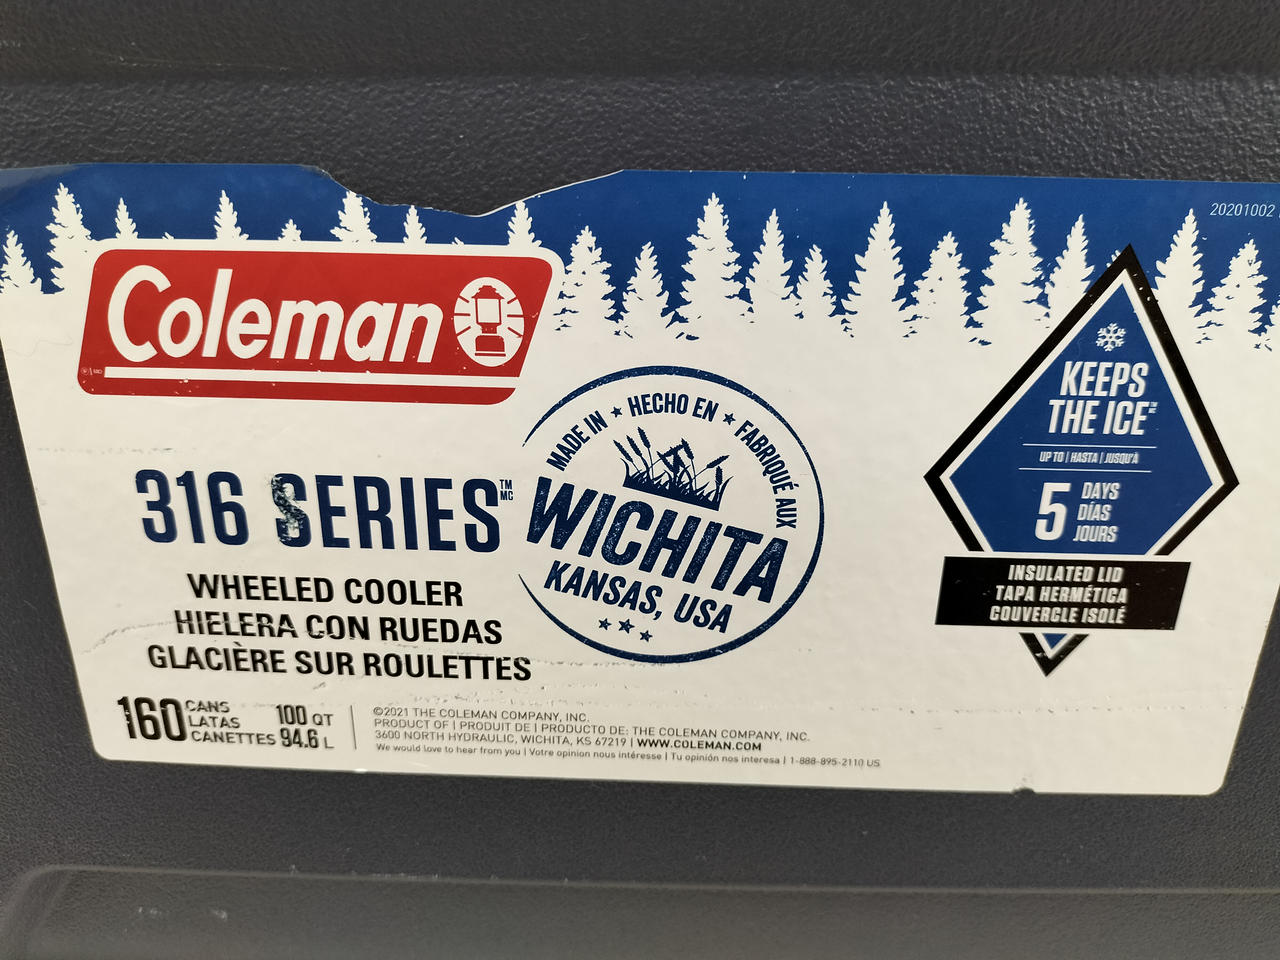 20201002
Coleman
KEEPS
THE ICE™
UP TO | HASTA | JUSQU'À
5 DAYS
DÍAS
JOURS
INSULATED LID
TAPA HERMÉTICA
COUVERCLE ISOLÉ
MADE IN ★ HECHO EN ★ FABRIQUÉ AUX
WICHITA
KANSAS, USA
316 SERIES™
MC
WHEELED COOLER
HIELERA CON RUEDAS
GLACIÈRE SUR ROULETTES
160 CANS
LATAS
CANETTES
100 QT
94.6 L
©2021 THE COLEMAN COMPANY, INC.
PRODUCT OF | PRODUIT DE | PRODUCTO DE: THE COLEMAN COMPANY, INC.
3600 NORTH HYDRAULIC, WICHITA, KS 67219 | WWW.COLEMAN.COM
We would love to hear from you | Votre opinion nous intéresse | Tu opinión nos interesa | 1-888-895-2110 US